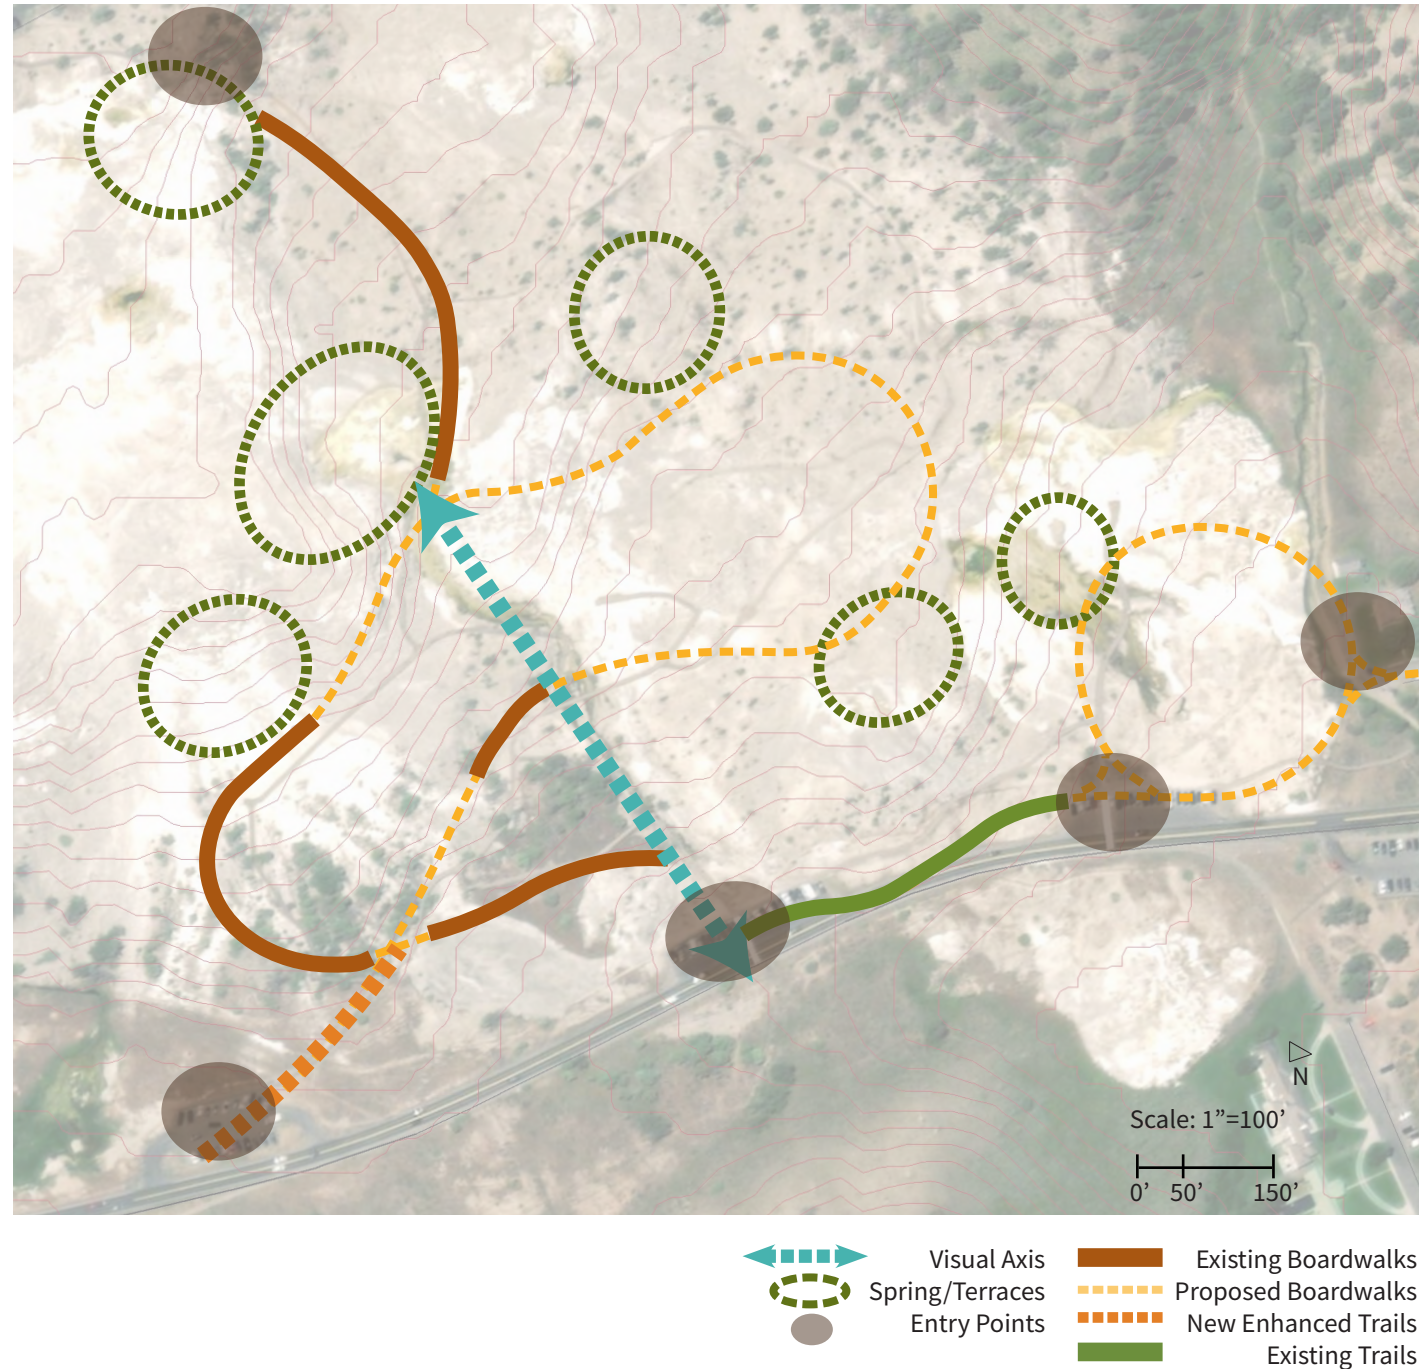 N
Scale: 1”=100’
0’ 50’ 150’
Visual Axis
Spring/Terraces
Entry Points
Existing Boardwalks
Proposed Boardwalks
New Enhanced Trails
Existing Trails